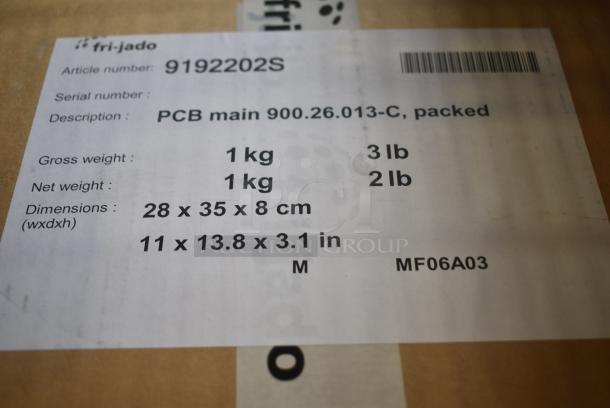 fri-jado
Article number: 9192202S
Serial number :
Description : PCB main 900.26.013-C, packed
Gross weight : 1 kg 3 lb
Net weight : 1 kg 2 lb
Dimensions : 28 x 35 x 8 cm
(wxdxh)
11 x 13.8 x 3.1 in
M MF06A03
GROUP